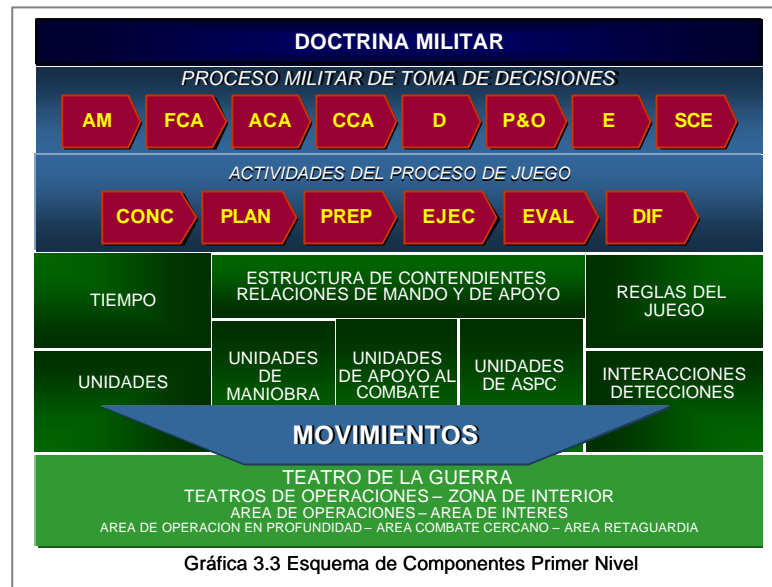 DOCTRINA MILITAR
PROCESO MILITAR DE TOMA DE DECISIONES
AM FCA ACA CCA D P&O E SCE
ACTIVIDADES DEL PROCESO DE JUEGO
CONC PLAN PREP EJEC EVAL DIF
TIEMPO
ESTRUCTURA DE CONTENDIENTES
RELACIONES DE MANDO Y DE APOYO
REGLAS DEL
JUEGO
UNIDADES
UNIDADES
DE
MANIOBRA
UNIDADES
DE APOYO AL
COMBATE
UNIDADES
DE ASPC
INTERACCIONES
DETECCIONES
MOVIMIENTOS
TEATRO DE LA GUERRA
TEATROS DE OPERACIONES – ZONA DE INTERIOR
AREA DE OPERACIONES – AREA DE INTERES
AREA DE OPERACION EN PROFUNDIDAD – AREA COMBATE CERCANO – AREA RETAGUARDIA
Gráfica 3.3 Esquema de Componentes Primer Nivel